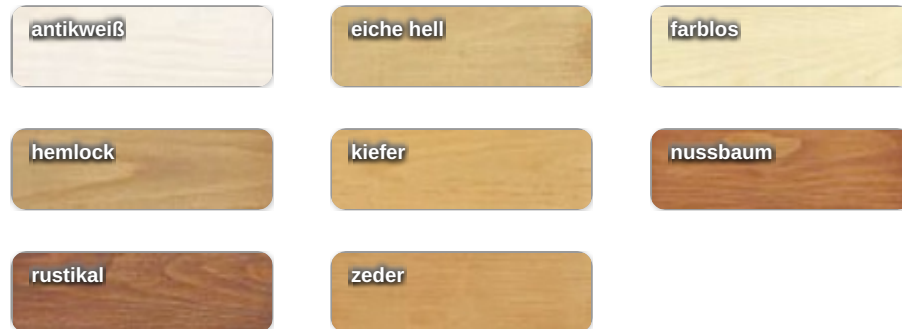 antikweiß
eiche hell
farblos
hemlock
kiefer
nussbaum
rustikal
zeder